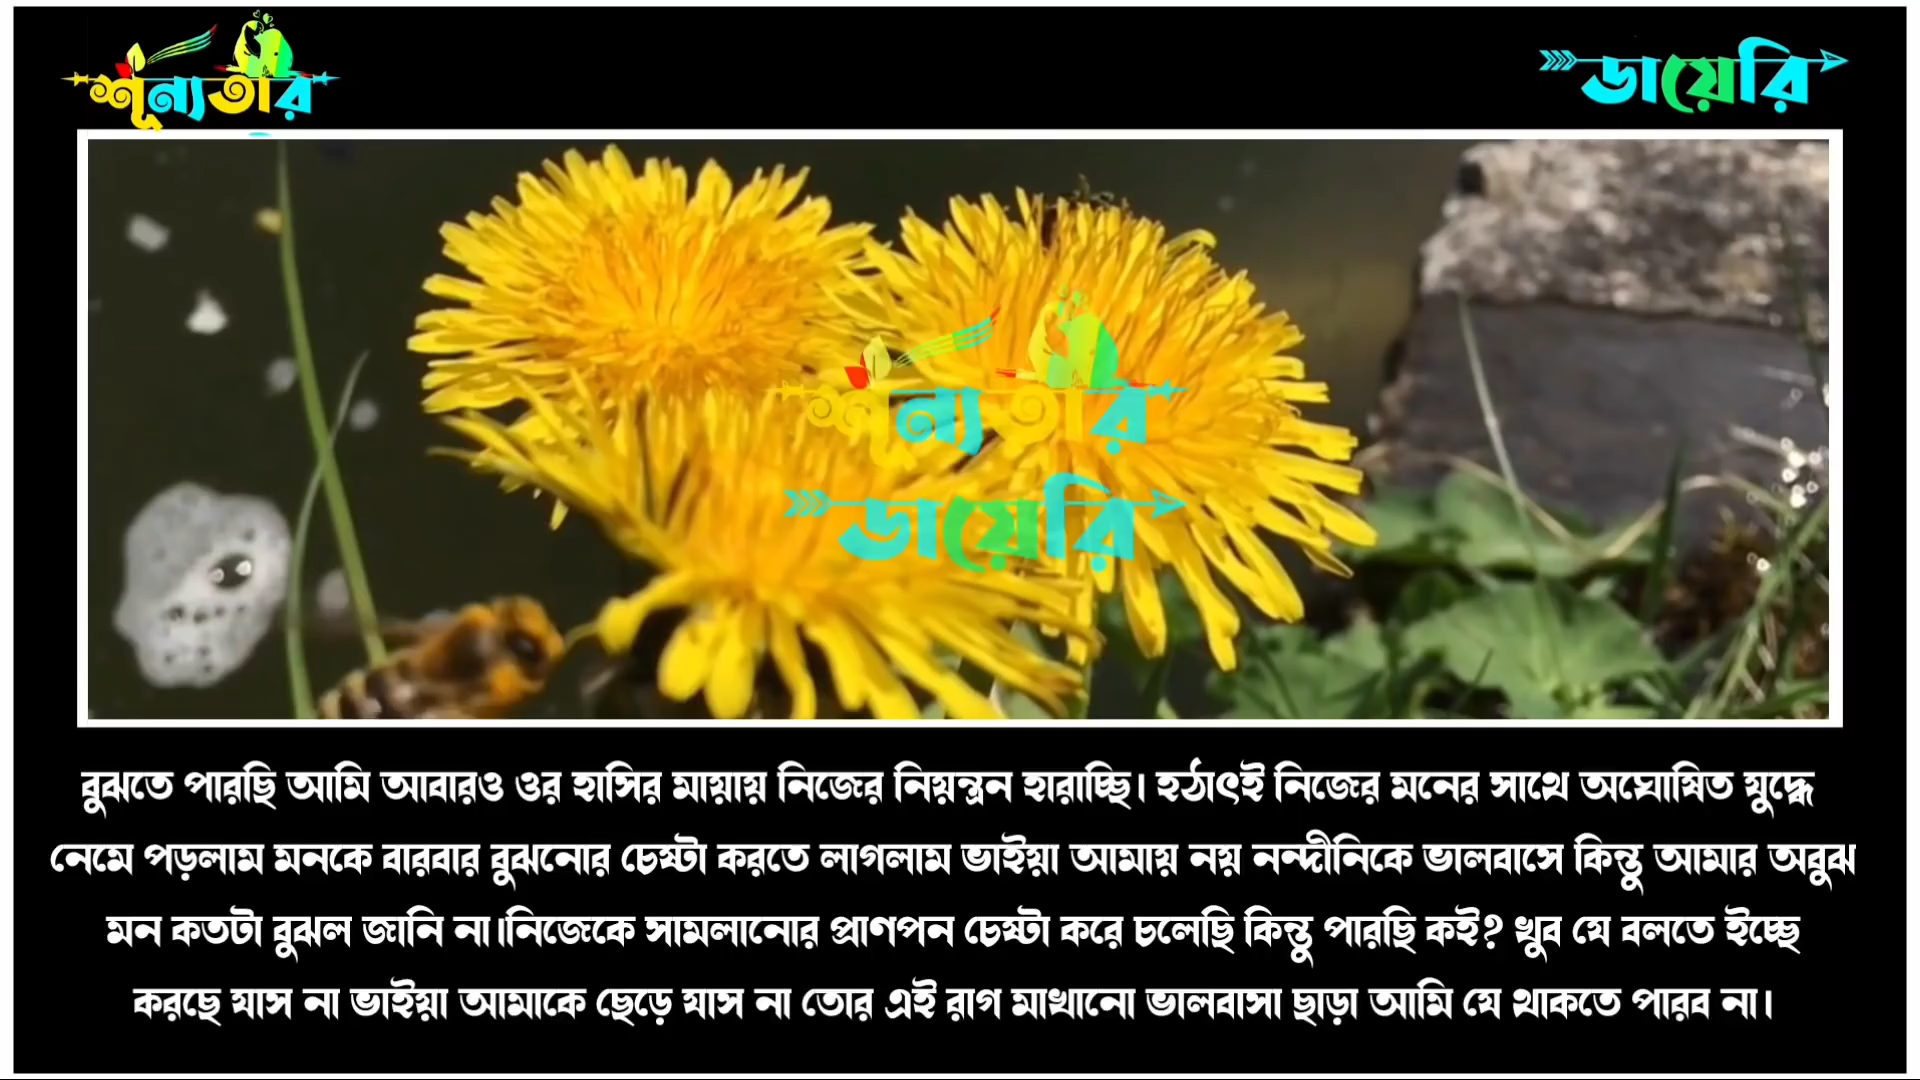 শূন্যতার
ডায়েরি
শূন্যতার
ডায়েরি
বুঝতে পারছি আমি আবারও ওর হাসির মায়ায় নিজের নিয়ন্ত্রন হারাচ্ছি। হঠাৎই নিজের মনের সাথে অঘোষিত যুদ্ধে
নেমে পড়লাম মনকে বারবার বুঝনোর চেষ্টা করতে লাগলাম ভাইয়া আমায় নয় নন্দীনিকে ভালবাসে কিন্তু আমার অবুঝ
মন কতটা বুঝল জানি না।নিজেকে সামলানোর প্রাণপন চেষ্টা করে চলেছি কিন্তু পারছি কই? খুব যে বলতে ইচ্ছে
করছে যাস না ভাইয়া আমাকে ছেড়ে যাস না তোর এই রাগ মাখানো ভালবাসা ছাড়া আমি যে থাকতে পারব না।